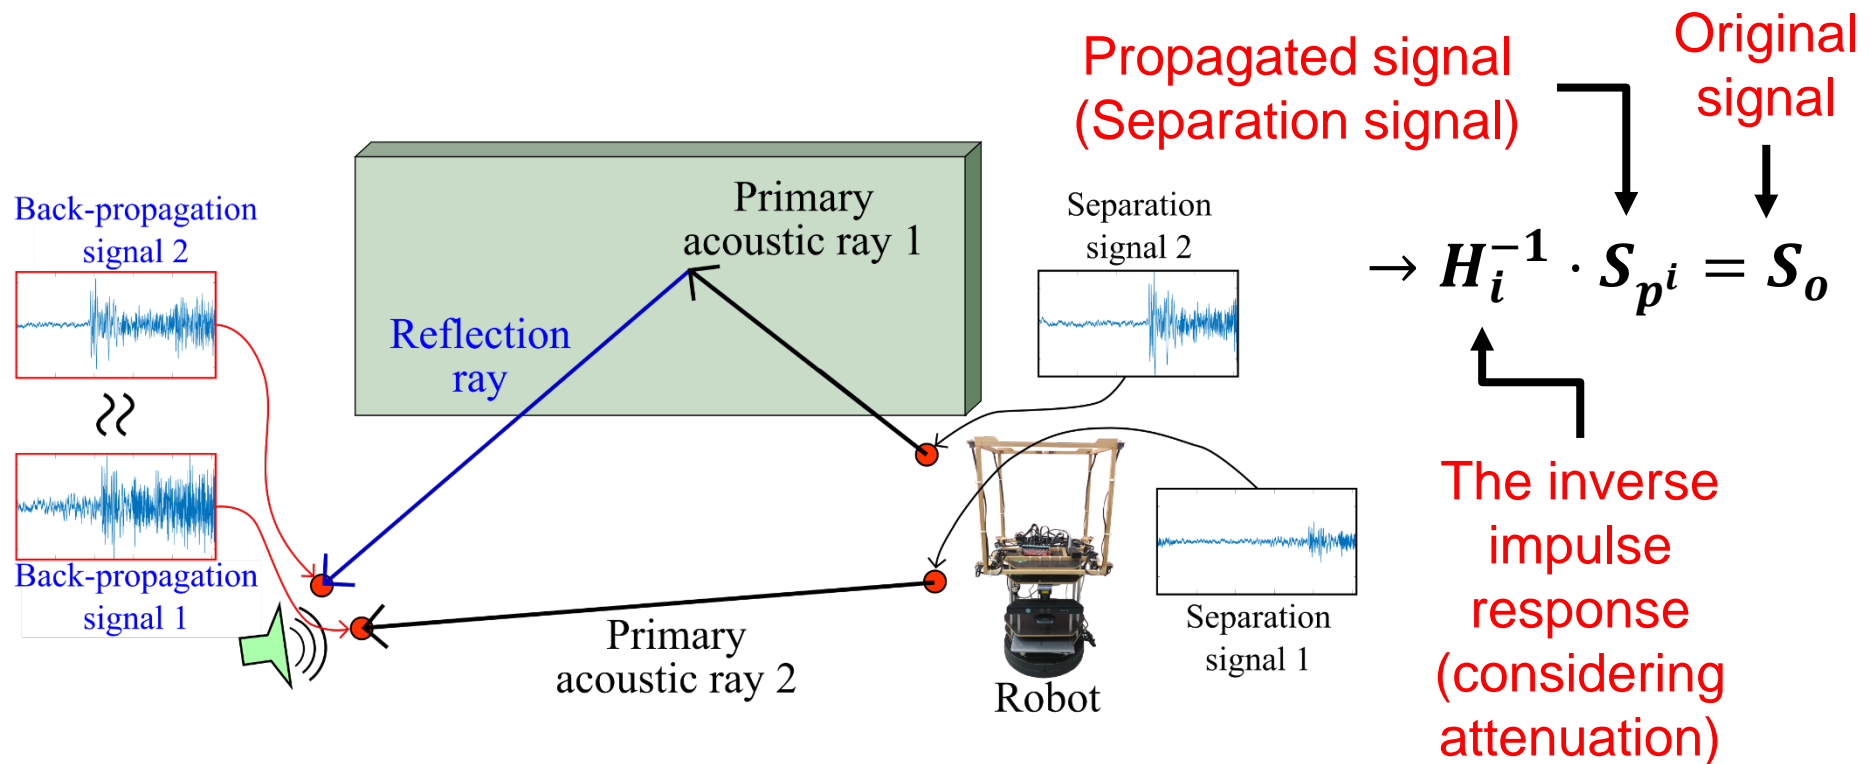 Propagated signal
(Separation signal)
Original
signal
Back-propagation
signal 2
Primary
acoustic ray 1
Separation
signal 2
→ H_i^{-1} · S_{p^i} = S_o
Reflection
ray
≈
Back-propagation
signal 1
Primary
acoustic ray 2
Robot
Separation
signal 1
The inverse
impulse
response
(considering
attenuation)